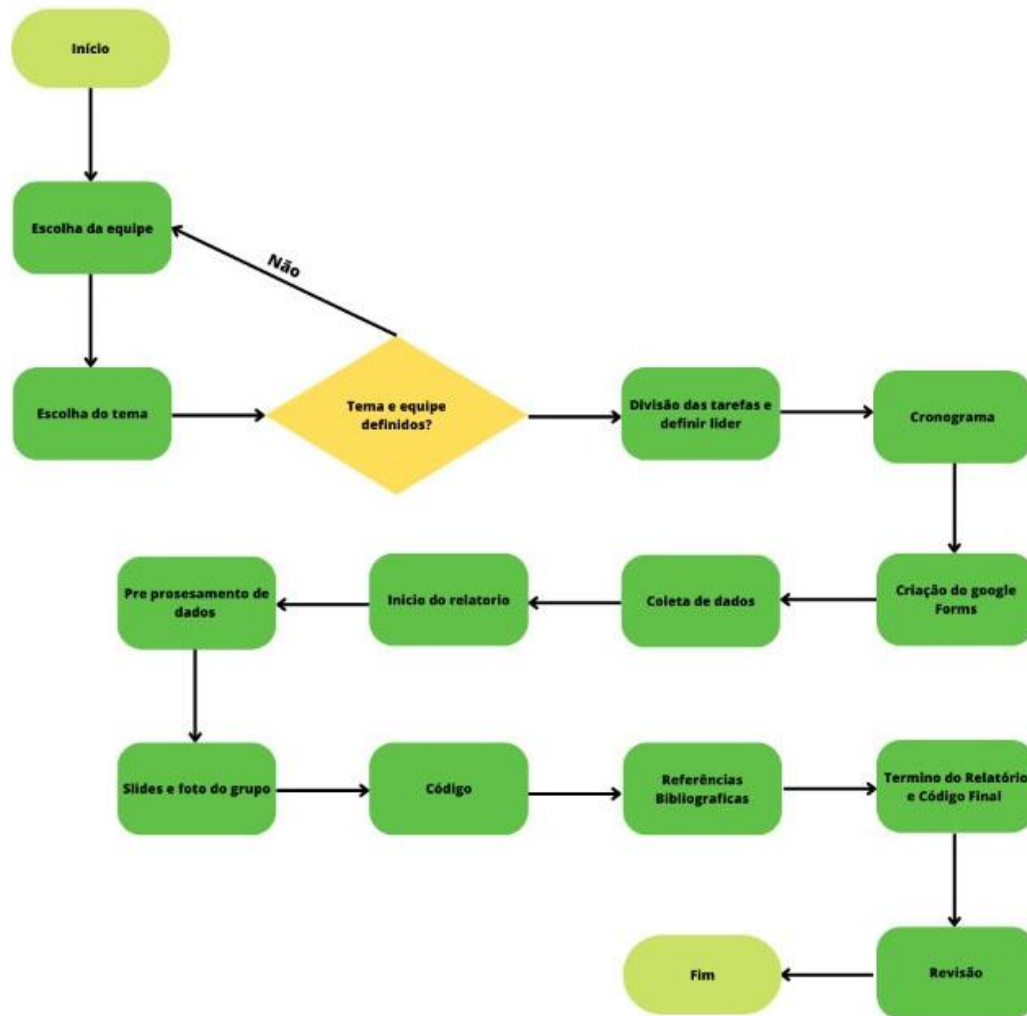 Início
Escolha da equipe
Não
Escolha do tema
Tema e equipe
definidos?
Divisão das tarefas e
definir lider
Cronograma
Criação do google
Forms
Coleta de dados
Inicio do relatorio
Pre prosesamento de
dados
Slides e foto do grupo
Código
Referências
Bibliograficas
Termino do Relatório
e Código Final
Revisão
Fim